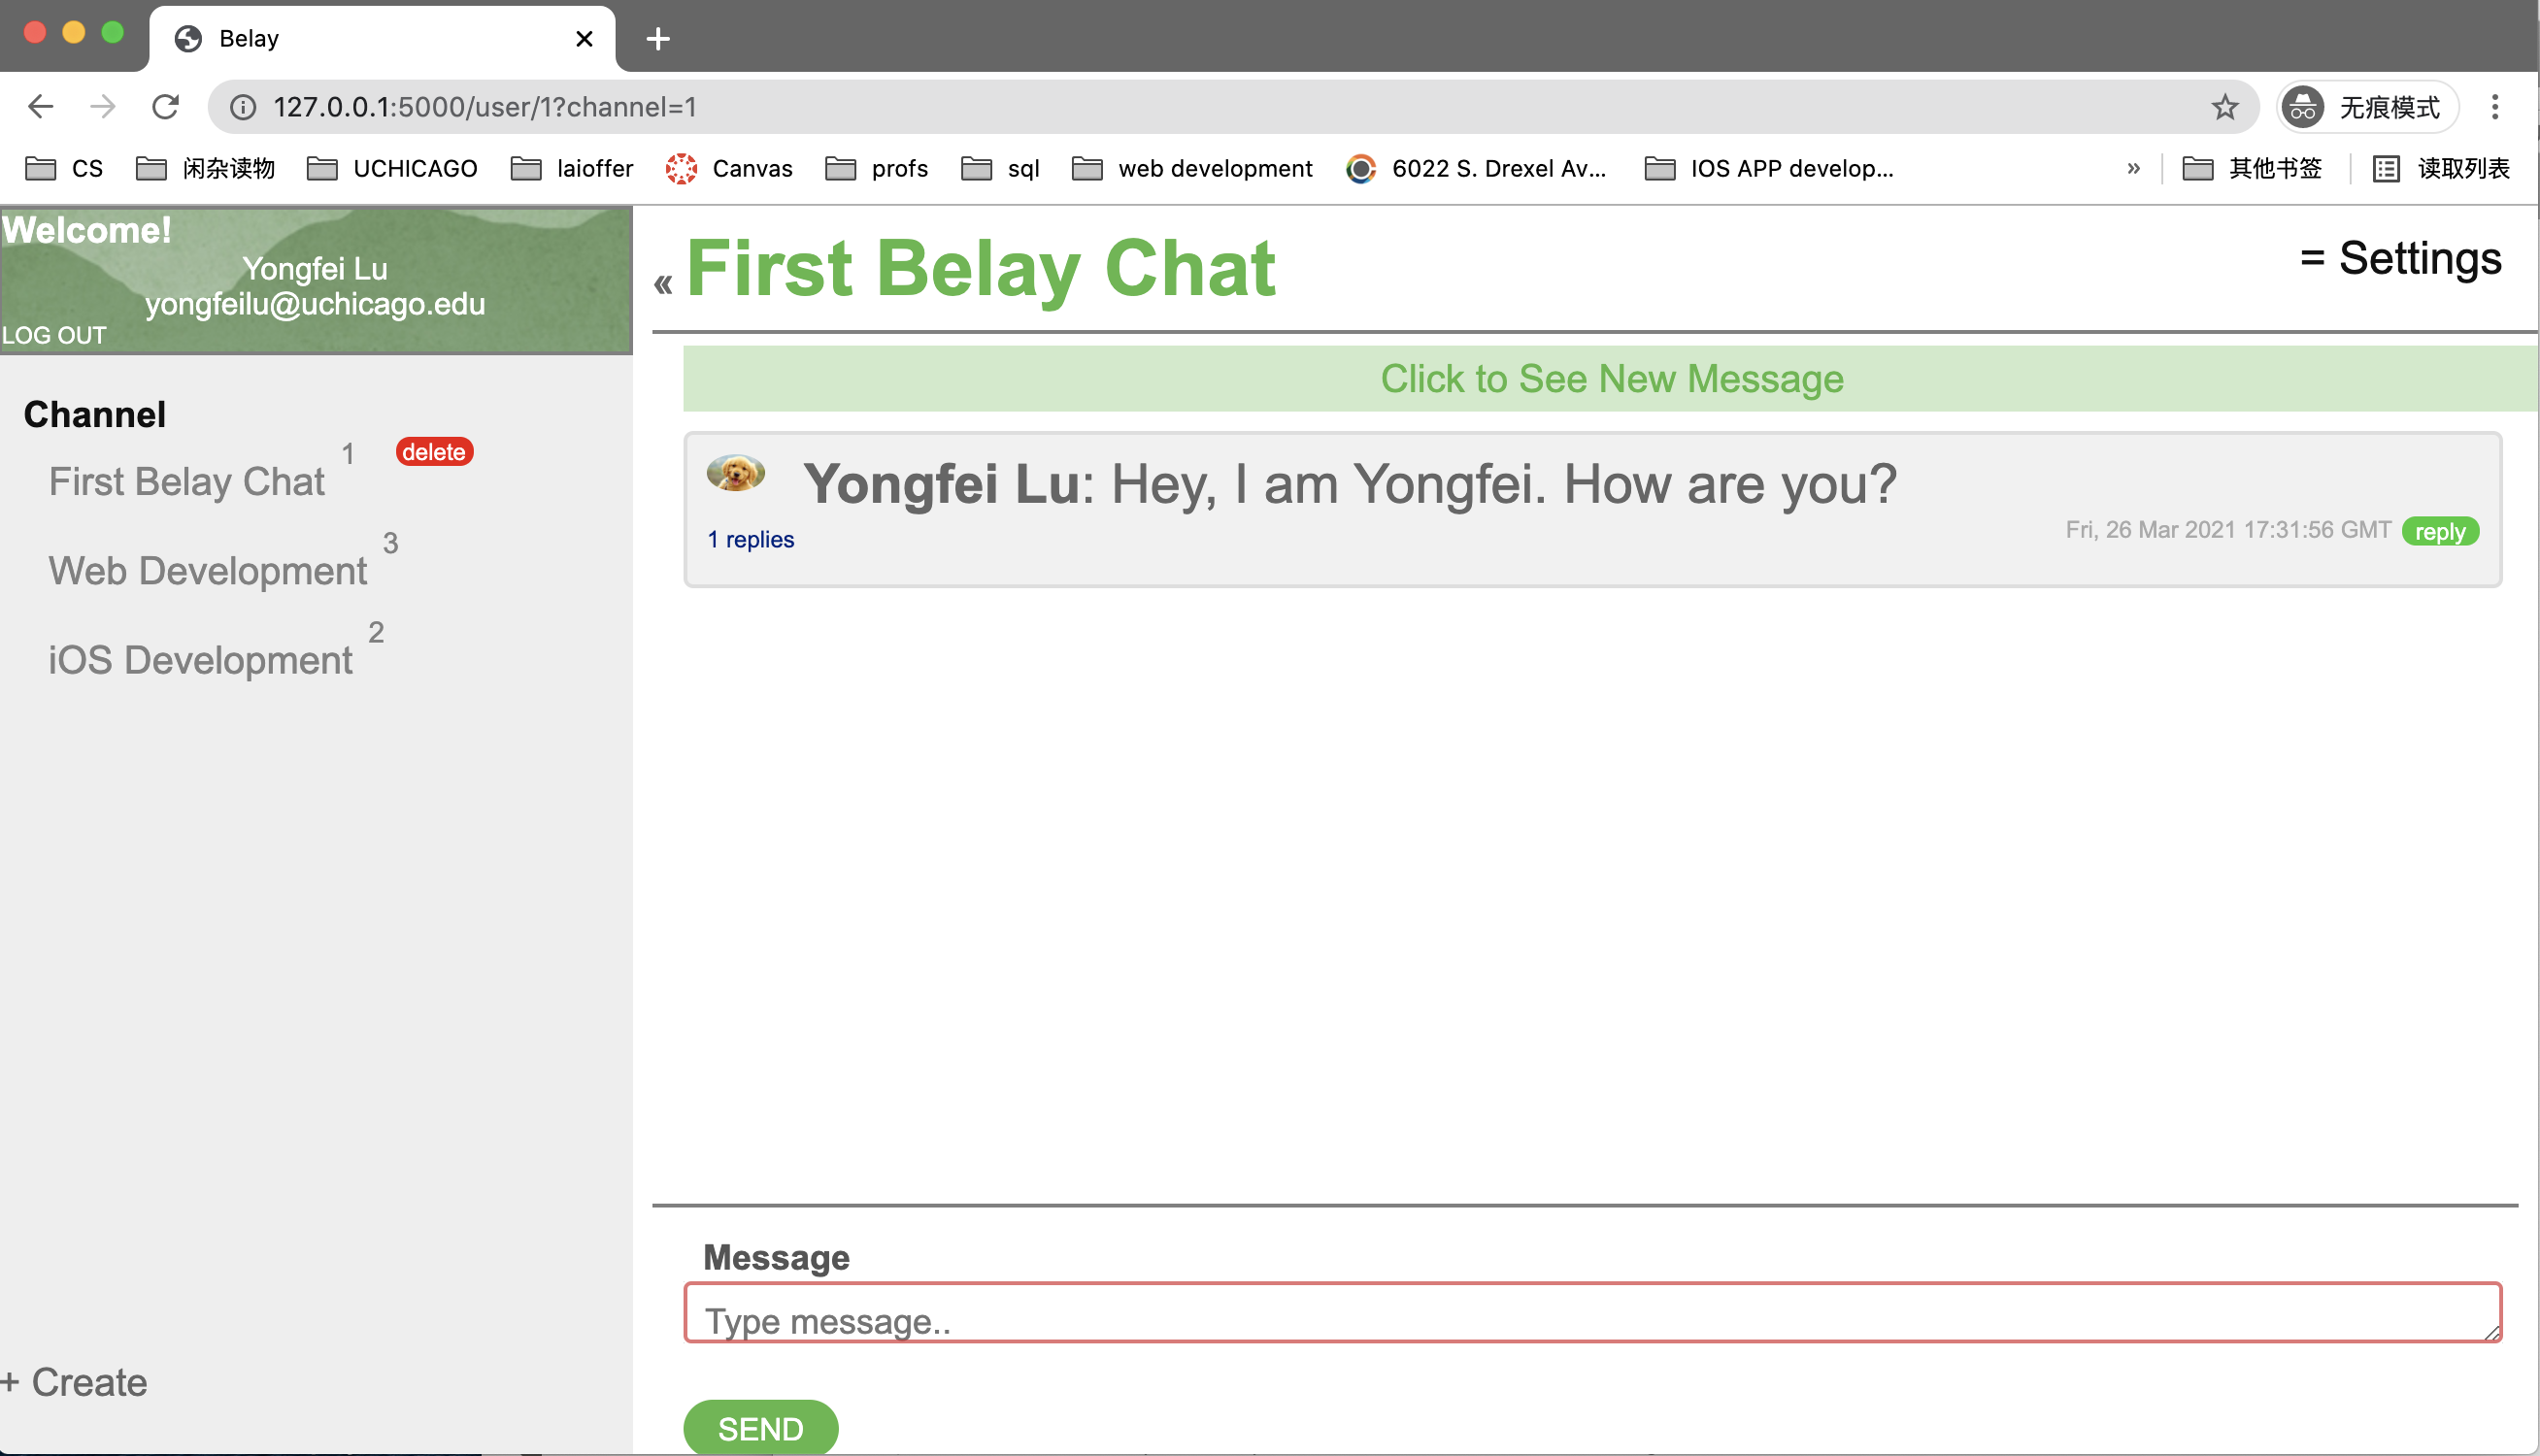 Belay
127.0.0.1:5000/user/1?channel=1
无痕模式
CS 闲杂读物 UCHICAGO laioffer Canvas profs sql web development 6022 S. Drexel Av... IOS APP develop... » 其他书签 读取列表
Welcome!
Yongfei Lu
yongfeilu@uchicago.edu
LOG OUT
Channel
First Belay Chat 1 delete
Web Development 3
iOS Development 2
+ Create
« First Belay Chat
= Settings
Click to See New Message
Yongfei Lu: Hey, I am Yongfei. How are you?
1 replies
Fri, 26 Mar 2021 17:31:56 GMT reply
Message
Type message..
SEND